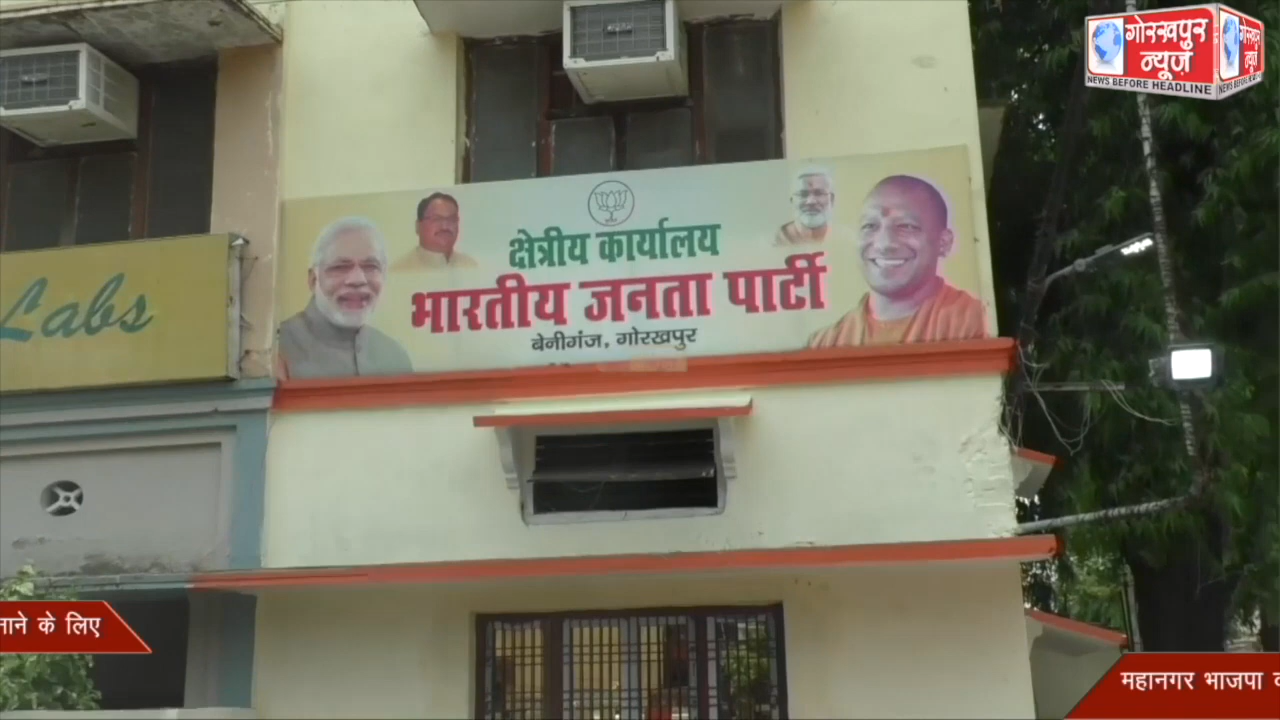 गोरखपुर
न्यूज़
NEWS BEFORE HEADLINE
क्षेत्रीय कार्यालय
भारतीय जनता पार्टी
बेनीगंज, गोरखपुर
Labs
के लिए
महानगर भाजपा